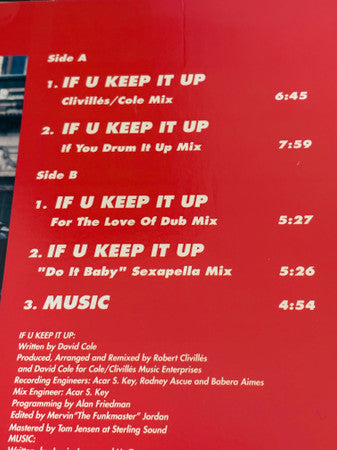 Side A
1. IF U KEEP IT UP
Clivillés/Cole Mix 6:45
2. IF U KEEP IT UP
If You Drum It Up Mix 7:59
Side B
1. IF U KEEP IT UP
For The Love Of Dub Mix 5:27
2. IF U KEEP IT UP
"Do It Baby" Sexapella Mix 5:26
3. MUSIC 4:54
IF U KEEP IT UP:
Written by David Cole
Produced, Arranged and Remixed by Robert Clivillés
and David Cole for Cole/Clivillés Music Enterprises
Recording Engineers: Acar S. Key, Rodney Ascue and Babera Aimes
Mix Engineer: Acar S. Key
Programming by Alan Friedman
Edited by Mervin"The Funkmaster" Jordan
Mastered by Tom Jensen at Sterling Sound
MUSIC: